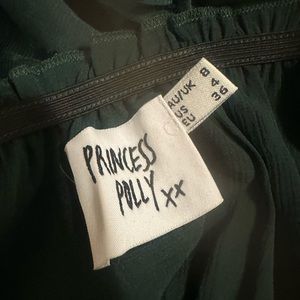 PRINCESS
POLLY xx
AU/UK 8
US 4
EU 36